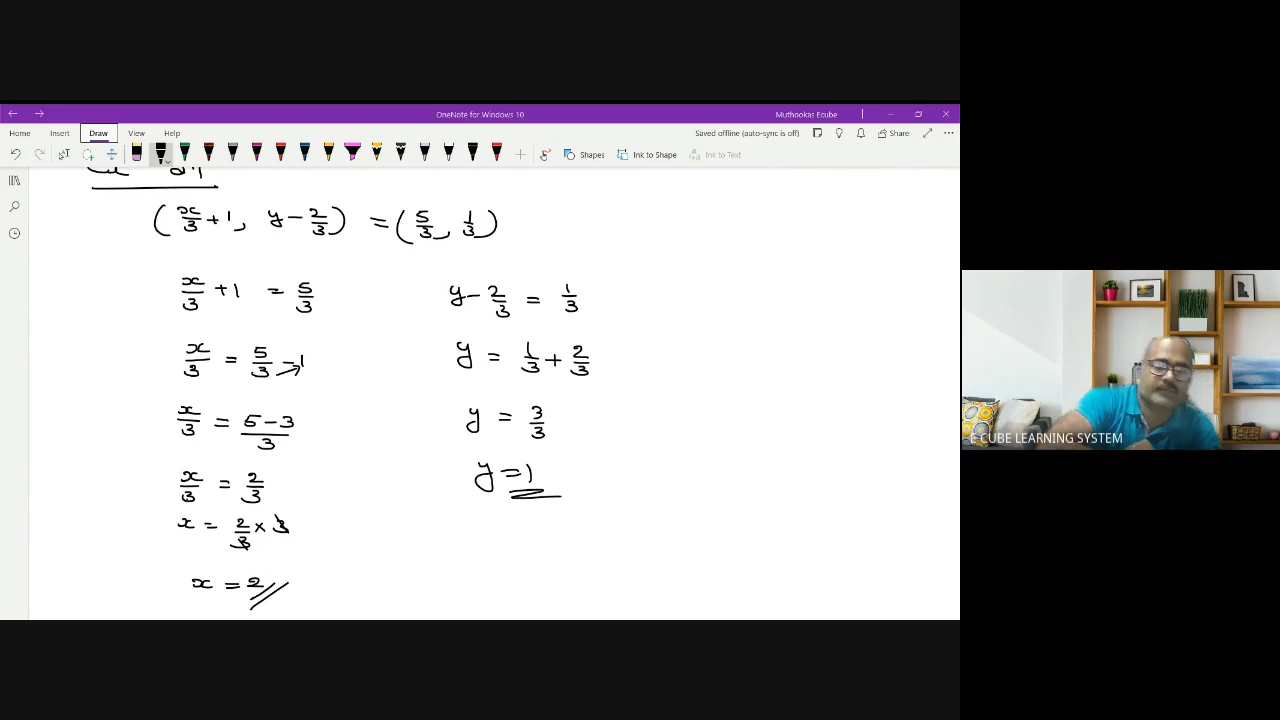 OneNote for Windows 10
Muthookas Ecube
Home Insert Draw View Help
Saved offline (auto-sync is off)
Share
Shapes
Ink to Shape
Ink to Text
(x/3 + 1, y - 2/3) = (5/3, 1/3)
x/3 + 1 = 5/3
x/3 = 5/3 - 1
x/3 = (5-3)/3
x/3 = 2/3
x = 2/3 × 3
x = 2
y - 2/3 = 1/3
y = 1/3 + 2/3
y = 3/3
y = 1
E CUBE LEARNING SYSTEM